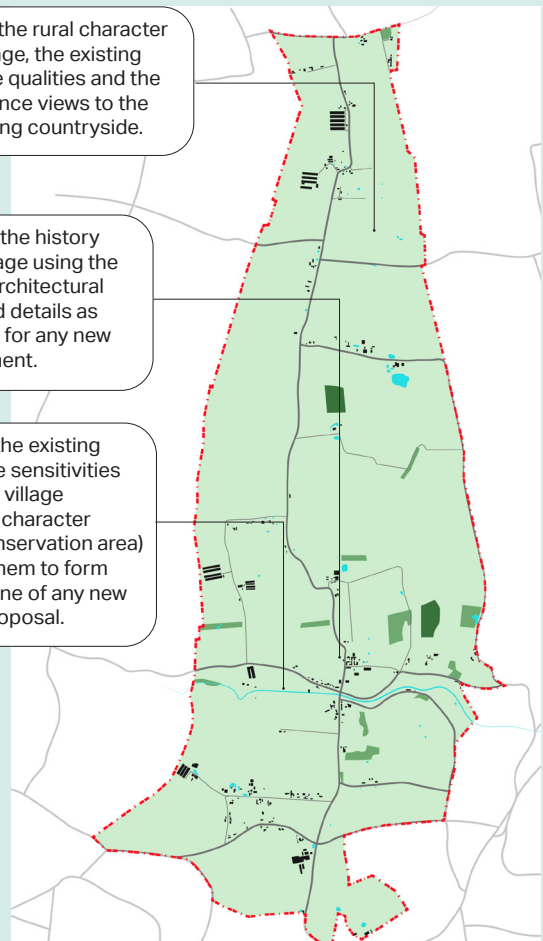 the rural character
age, the existing
e qualities and the
ance views to the
ng countryside.
the history
age using the
rchitectural
d details as
for any new
ment.
the existing
e sensitivities
village
character
nservation area)
hem to form
ne of any new
oposal.